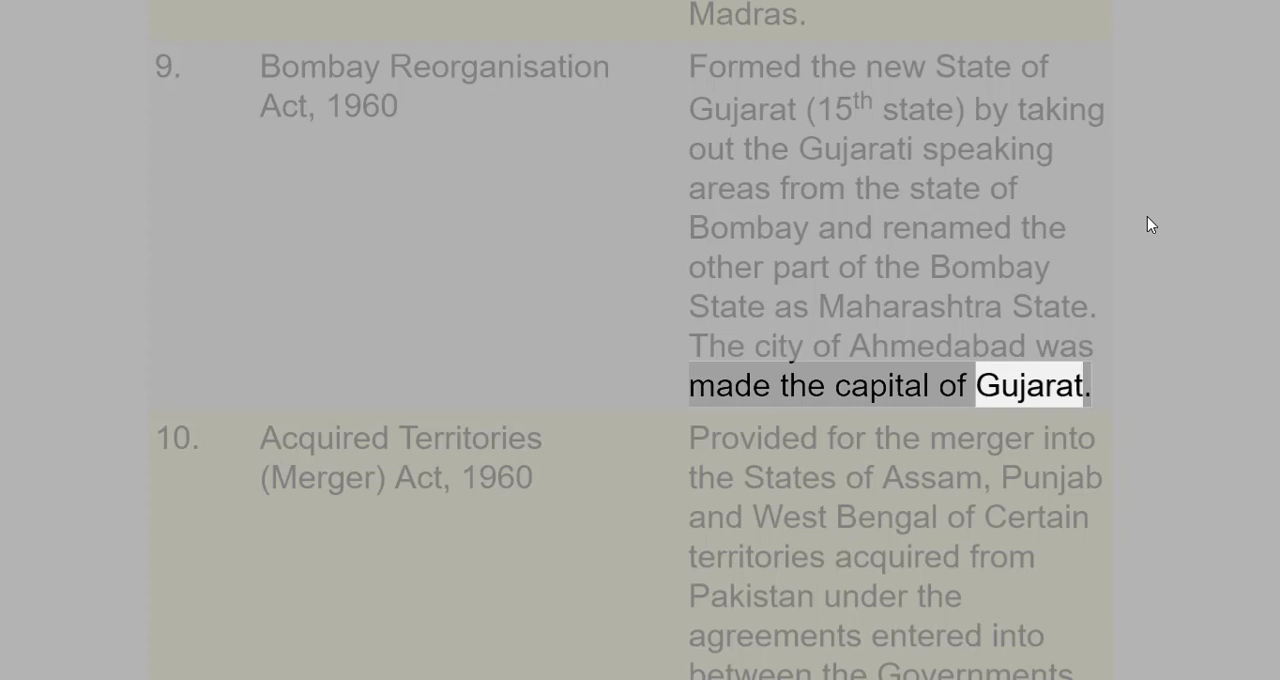 Madras.
9. Bombay Reorganisation Formed the new State of
Act, 1960 Gujarat (15th state) by taking
out the Gujarati speaking
areas from the state of
Bombay and renamed the
other part of the Bombay
State as Maharashtra State.
The city of Ahmedabad was
made the capital of Gujarat.
10. Acquired Territories Provided for the merger into
(Merger) Act, 1960 the States of Assam, Punjab
and West Bengal of Certain
territories acquired from
Pakistan under the
agreements entered into
between the Governments